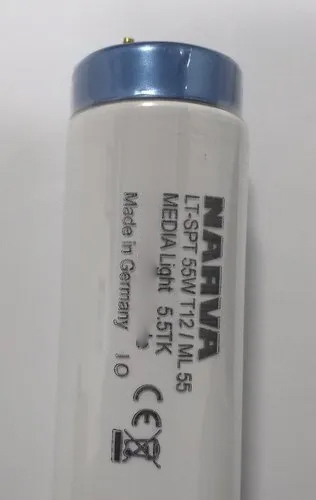 NARVA
LT-SPT 55W T12 / ML 55
MEDIA Light 5.5TK
Made in Germany I O
CE